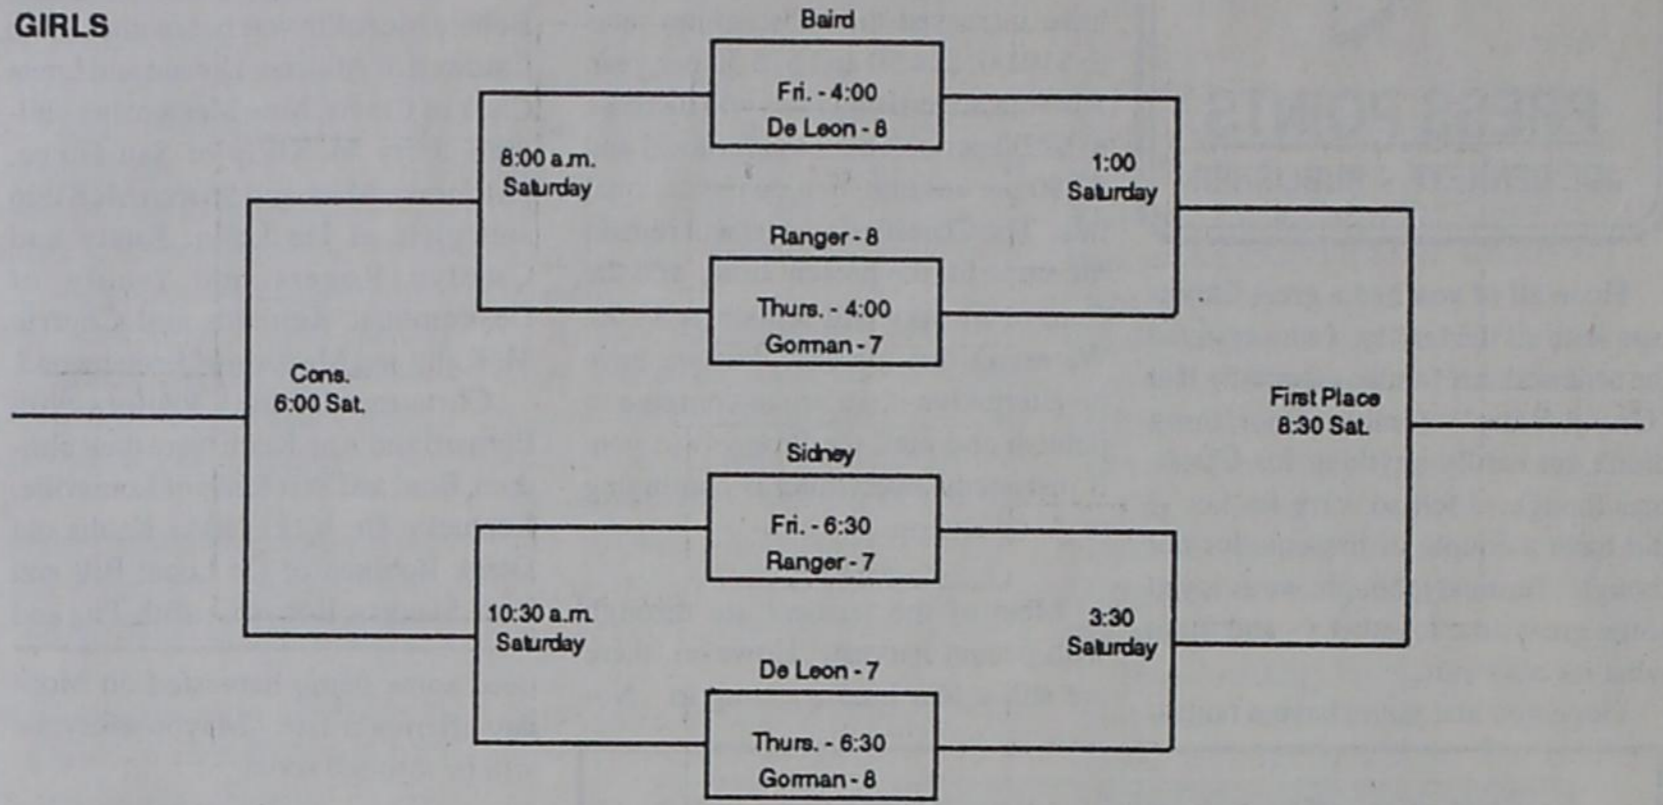 GIRLS
Baird
Fri. - 4:00
De Leon - 8
8:00 a.m.
Saturday
1:00
Saturday
Ranger - 8
Thurs. - 4:00
Gorman - 7
Cons.
6:00 Sat.
First Place
8:30 Sat.
Sidney
Fri. - 6:30
Ranger - 7
10:30 a.m.
Saturday
3:30
Saturday
De Leon - 7
Thurs. - 6:30
Gorman - 8